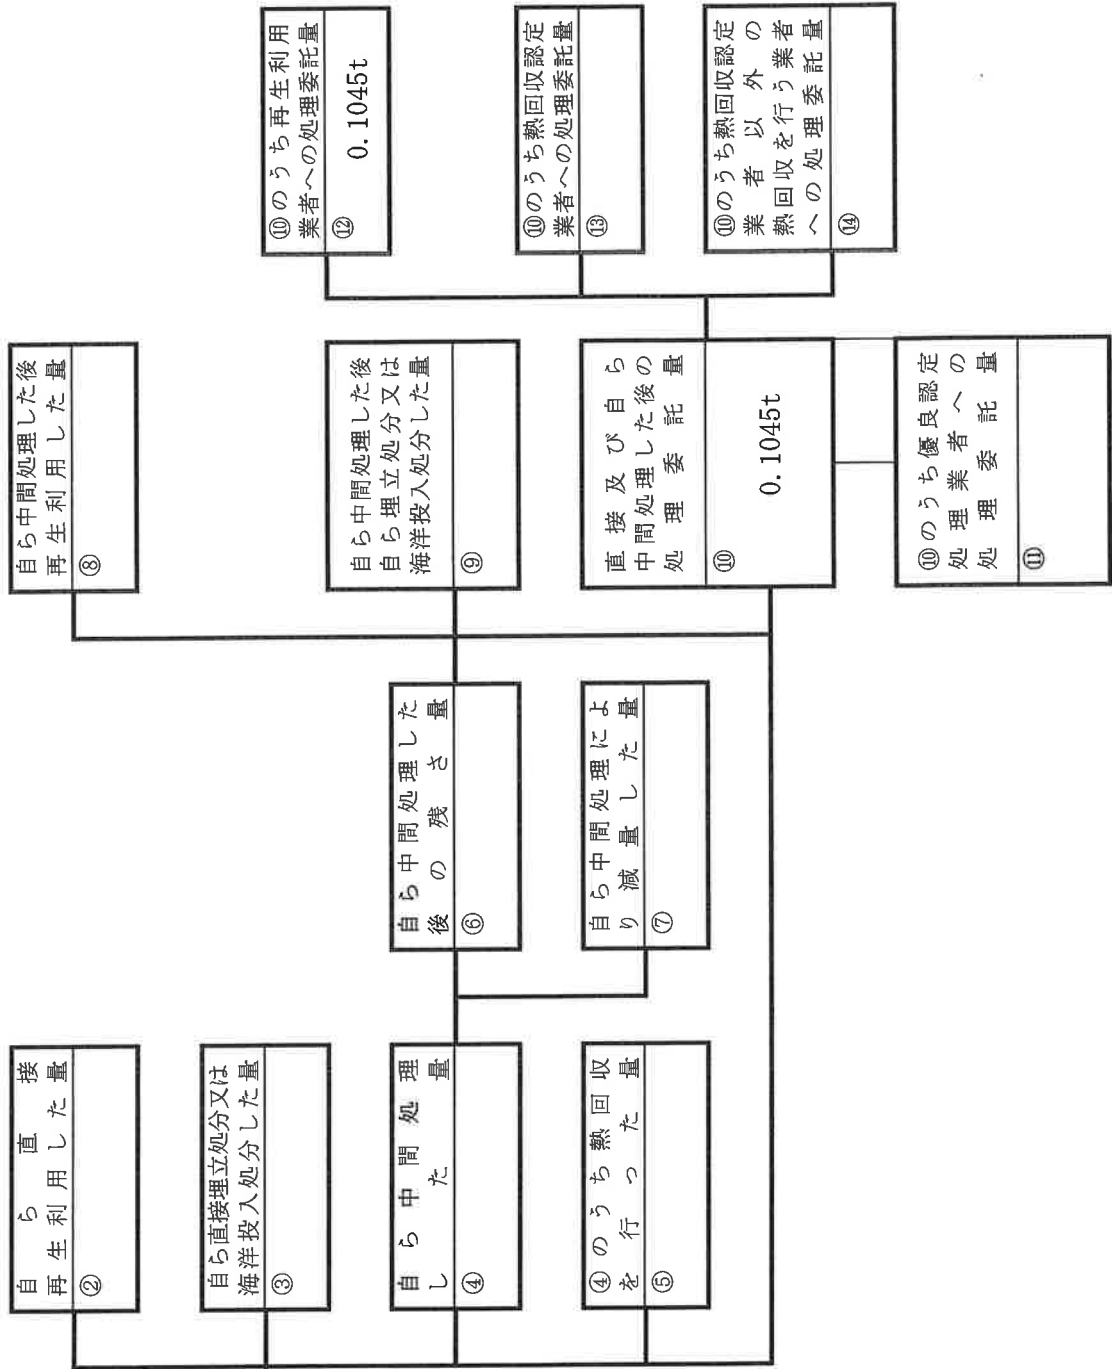 自ら直接
再生利用した量
②
自ら直接埋立処分又は
海洋投入処分した量
③
自ら中間処理
した量
④
④のうち熱回収
を行った量
⑤
自ら中間処理した
後の残さ量
⑥
自ら中間処理によ
り減量した量
⑦
自ら中間処理した後
再生利用した量
⑧
自ら中間処理した後
自ら埋立処分又は
海洋投入処分した量
⑨
直接及び自ら
中間処理した後の
処理委託量
⑩
0.1045t
⑩のうち優良認定
処理業者への
処理委託量
⑪
⑩のうち再生利用
業者への処理委託量
⑫
0.1045t
⑩のうち熱回収認定
業者への処理委託量
⑬
⑩のうち熱回収認定
業者以外の
熱回収を行う業者
への処理委託量
⑭